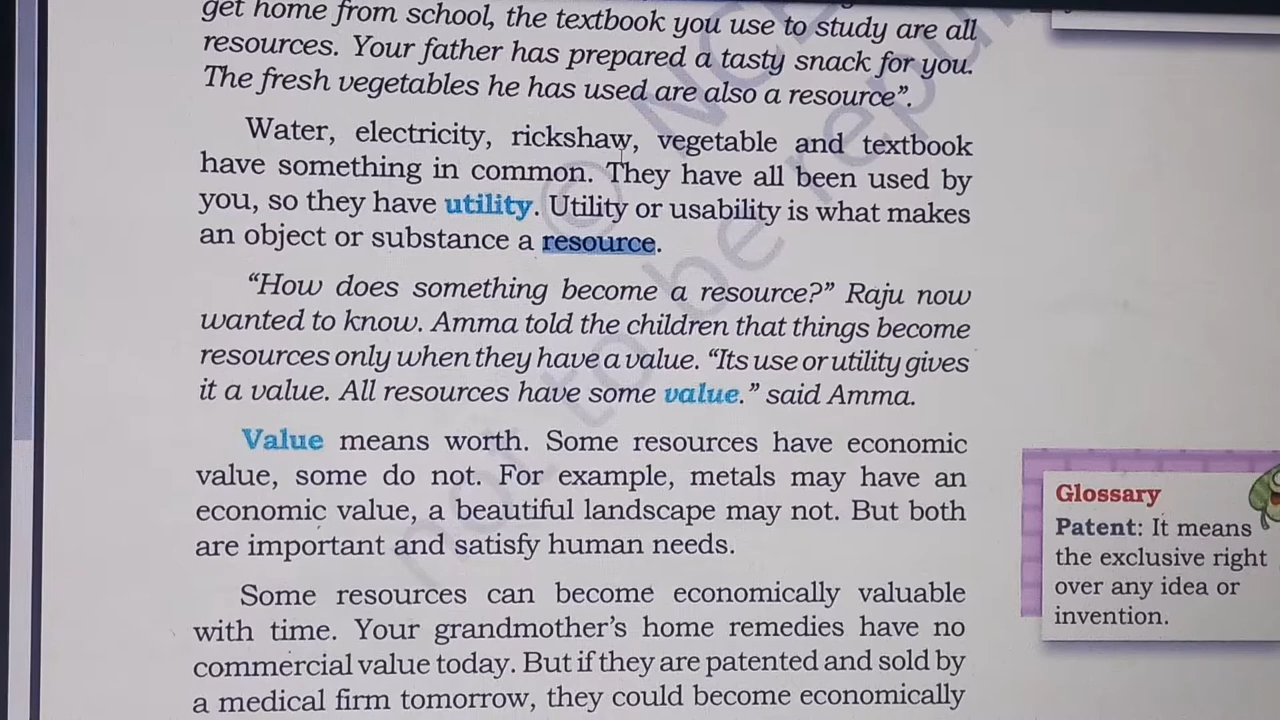 get home from school, the textbook you use to study are all
resources. Your father has prepared a tasty snack for you.
The fresh vegetables he has used are also a resource”.
Water, electricity, rickshaw, vegetable and textbook
have something in common. They have all been used by
you, so they have utility. Utility or usability is what makes
an object or substance a resource.
“How does something become a resource?” Raju now
wanted to know. Amma told the children that things become
resources only when they have a value. “Its use or utility gives
it a value. All resources have some value.” said Amma.
Value means worth. Some resources have economic
value, some do not. For example, metals may have an
economic value, a beautiful landscape may not. But both
are important and satisfy human needs.
Some resources can become economically valuable
with time. Your grandmother’s home remedies have no
commercial value today. But if they are patented and sold by
a medical firm tomorrow, they could become economically
Glossary
Patent: It means
the exclusive right
over any idea or
invention.
© NC
not to be repu